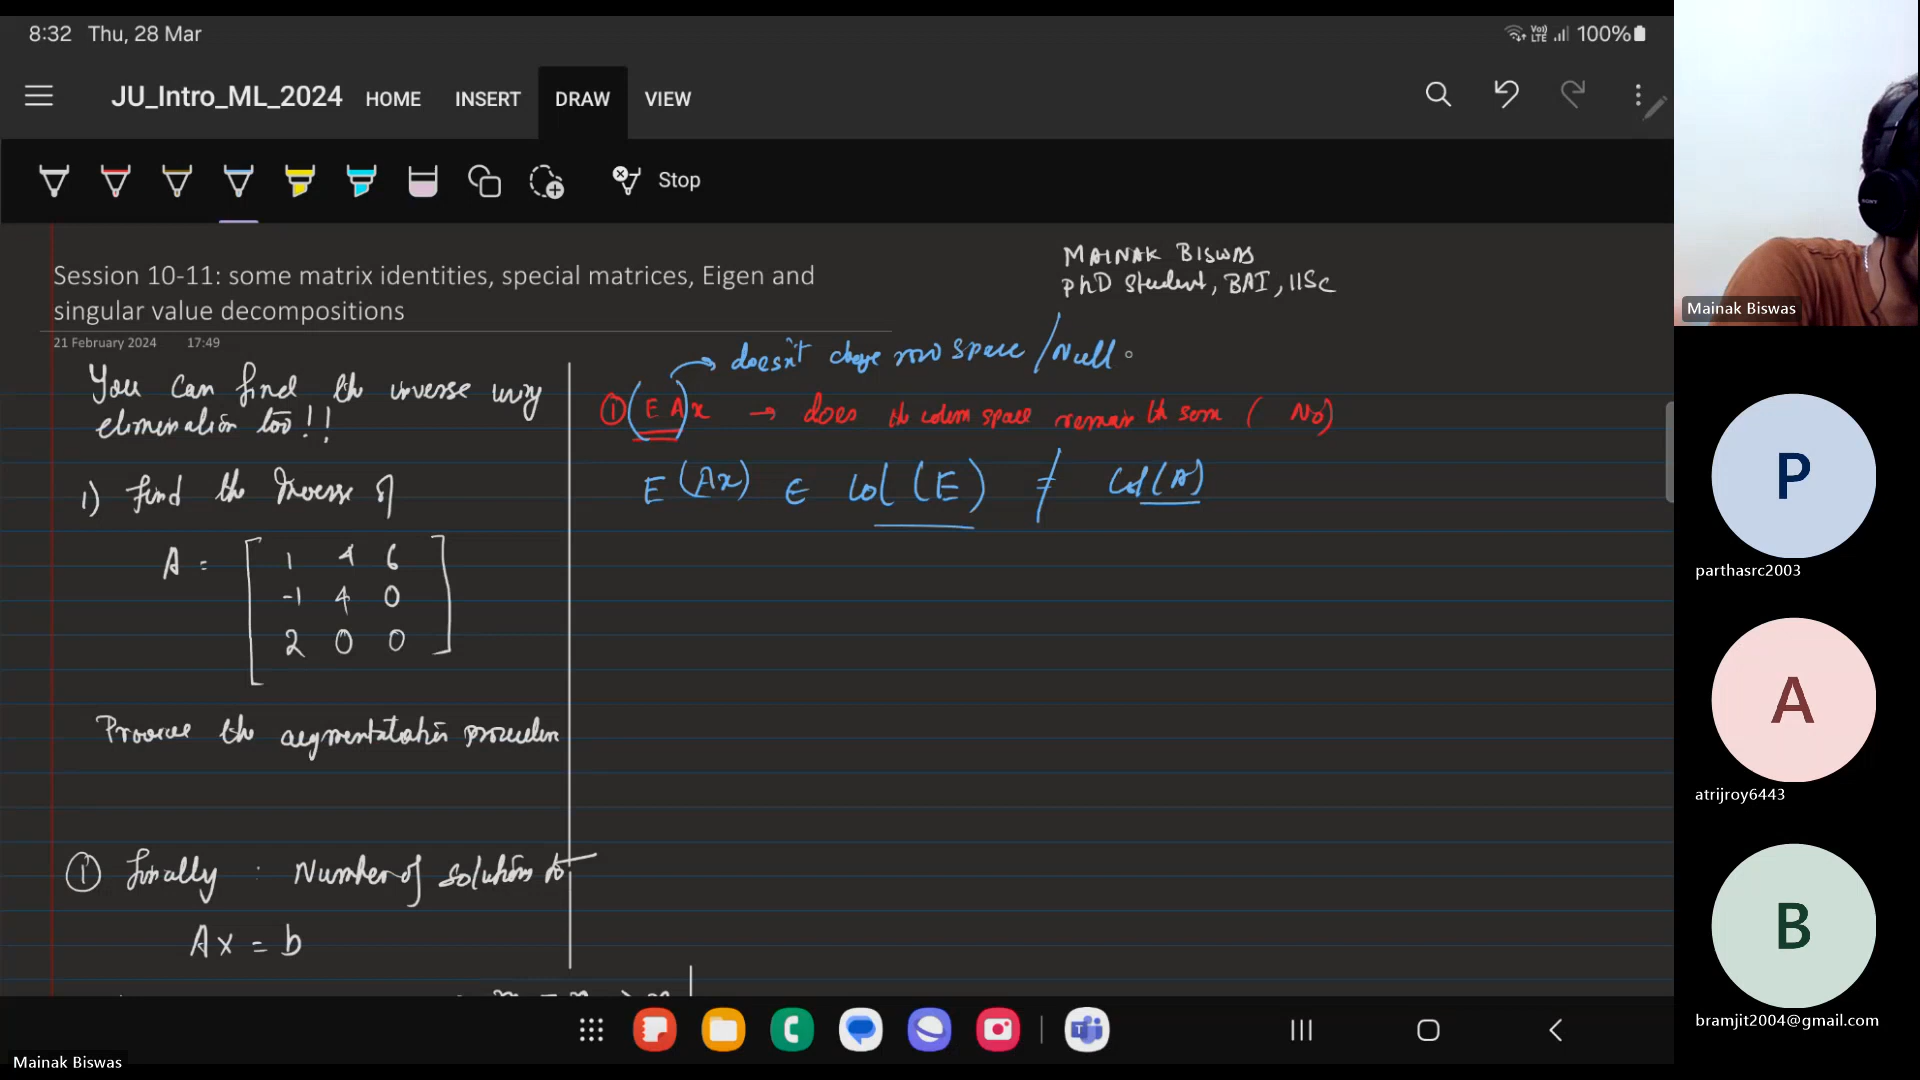 8:32 Thu, 28 Mar
Vo) LTE 100%
JU_Intro_ML_2024 HOME INSERT DRAW VIEW
Stop
Session 10-11: some matrix identities, special matrices, Eigen and
singular value decompositions
21 February 2024 17:49
MAINAK BISWAS
PhD Student, BAI, IISc
You can find the inverse using
elimination too!!
1) find the Inverse of
A = [ 1 4 6
-1 4 0
2 0 0 ]
the augmentation procedure
① finally : Number of solutions to
Ax = b
→ doesn't change row space / Null
① (EA)x → does the column space remain the same ( No)
E (Ax) ∈ Col (E) ≠ Col(A)
SONY
Mainak Biswas
P
parthasrc2003
A
atrijroy6443
B
bramjit2004@gmail.com
Mainak Biswas